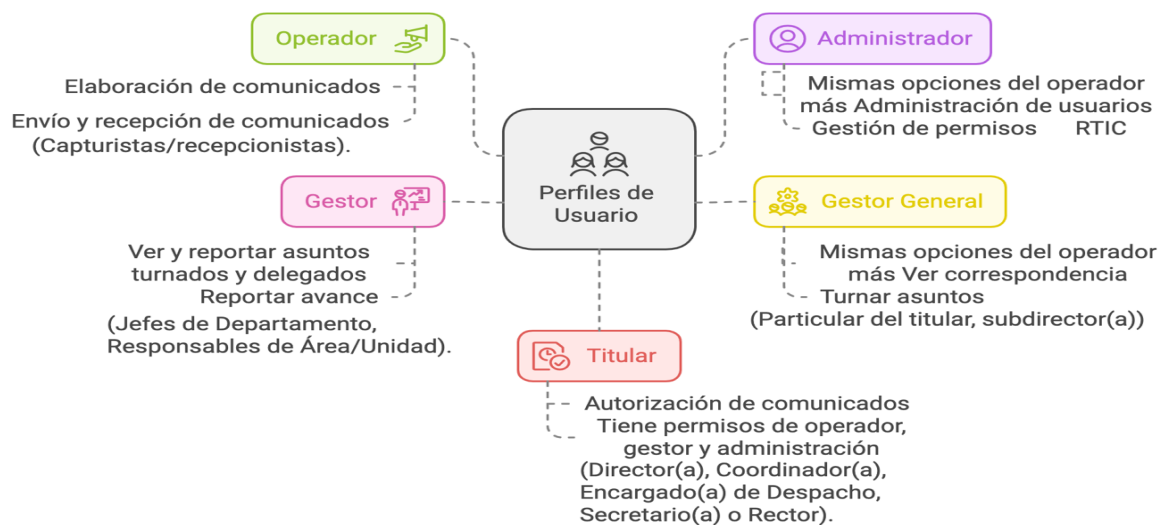 Operador
Elaboración de comunicados
Envío y recepción de comunicados
(Capturistas/recepcionistas).
Administrador
Mismas opciones del operador
más Administración de usuarios
Gestión de permisos RTIC
Perfiles de
Usuario
Gestor
Ver y reportar asuntos
turnados y delegados
Reportar avance
(Jefes de Departamento,
Responsables de Área/Unidad).
Gestor General
Mismas opciones del operador
más Ver correspondencia
Turnar asuntos
(Particular del titular, subdirector(a))
Titular
Autorización de comunicados
Tiene permisos de operador,
gestor y administración
(Director(a), Coordinador(a),
Encargado(a) de Despacho,
Secretario(a) o Rector).